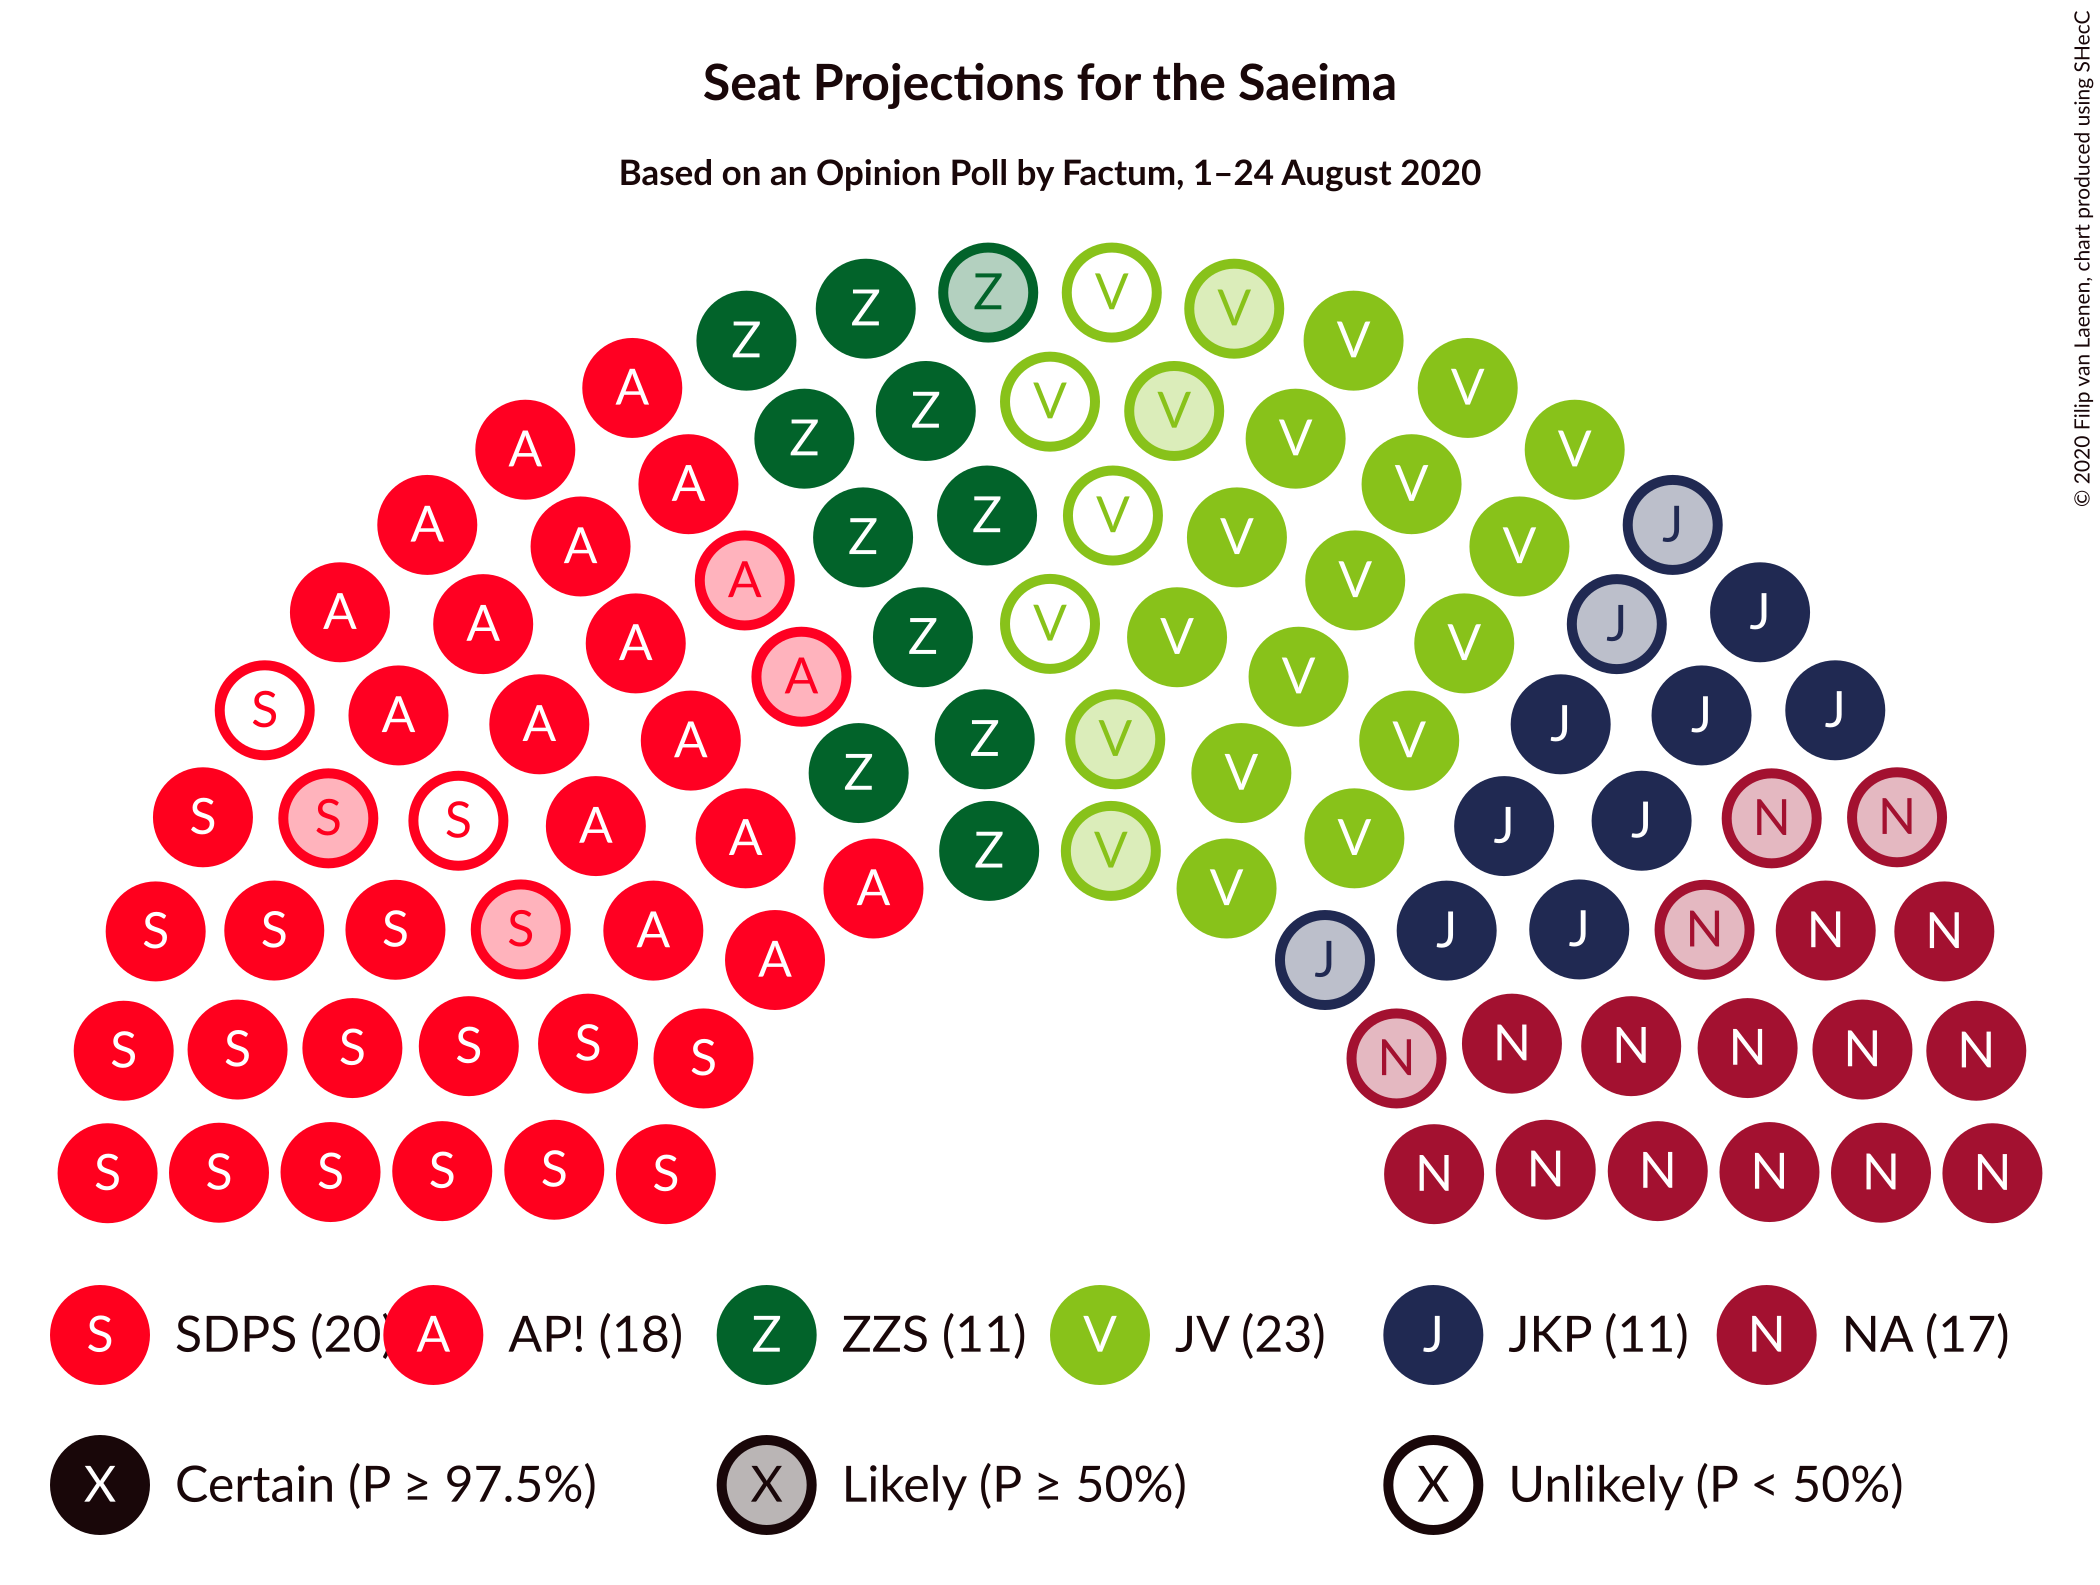 Seat Projections for the Saeima
Based on an Opinion Poll by Factum, 1–24 August 2020
© 2020 Filip van Laenen, chart produced using SHecC
Z V
Z V
Z V
A V
Z V
Z V
V
A V
A V
A V
Z V
A J
Z V
A V
A V
A J
A J
A V
Z V
A V
S J
A J
A J
A V
Z V
Z V
S N
S N
S J
A J
A V
Z V
A V
S N
S N
S J
S N
A J
A J
S N
S N
S N
S N
S N
S N
S N N S
S S S S S S N N N N N N
S SDPS (20) A AP! (18) Z ZZS (11) V JV (23) J JKP (11) N NA (17)
X Certain (P ≥ 97.5%) X Likely (P ≥ 50%) X Unlikely (P < 50%)